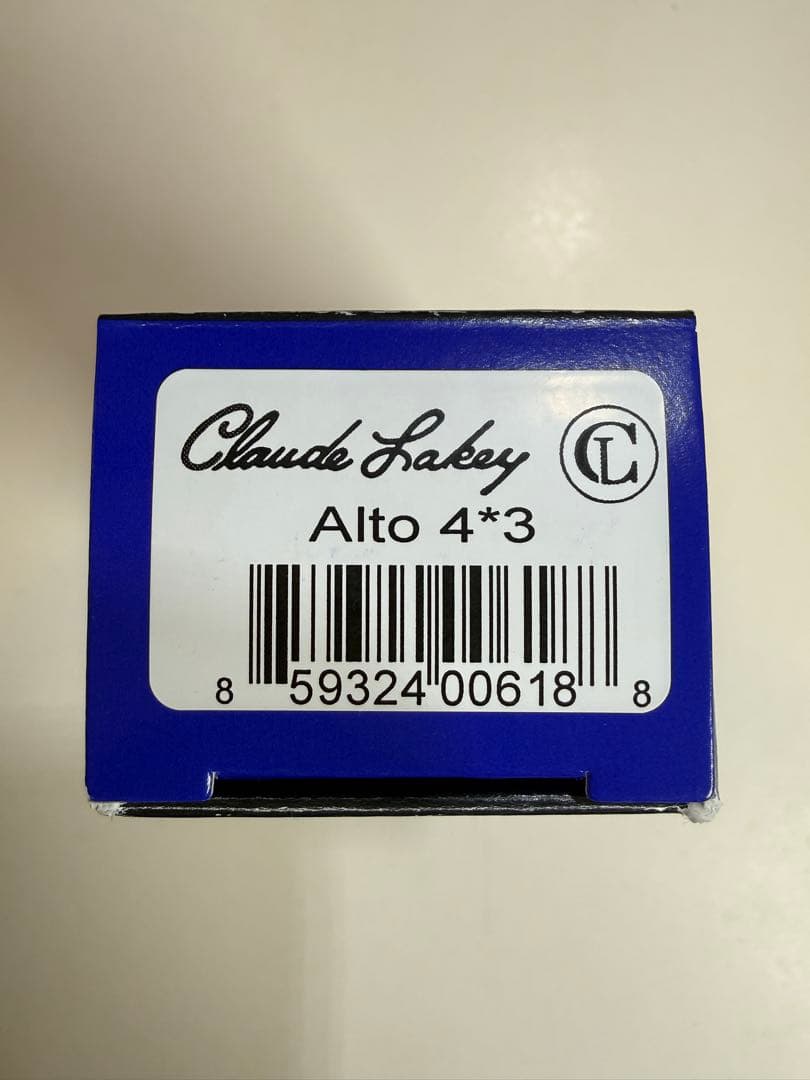 Claude Lakey
CL
Alto 4*3
8 59324 00618 8